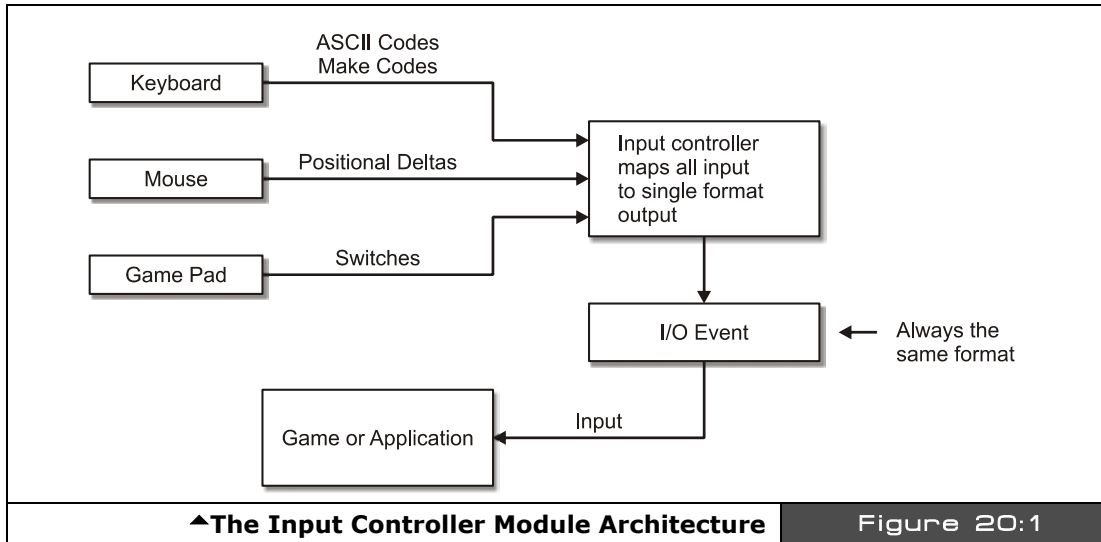 ASCII Codes
Make Codes
Keyboard
Input controller
maps all input
to single format
output
Positional Deltas
Mouse
Switches
Game Pad
I/O Event
Always the
same format
Input
Game or Application
The Input Controller Module Architecture
Figure 20:1